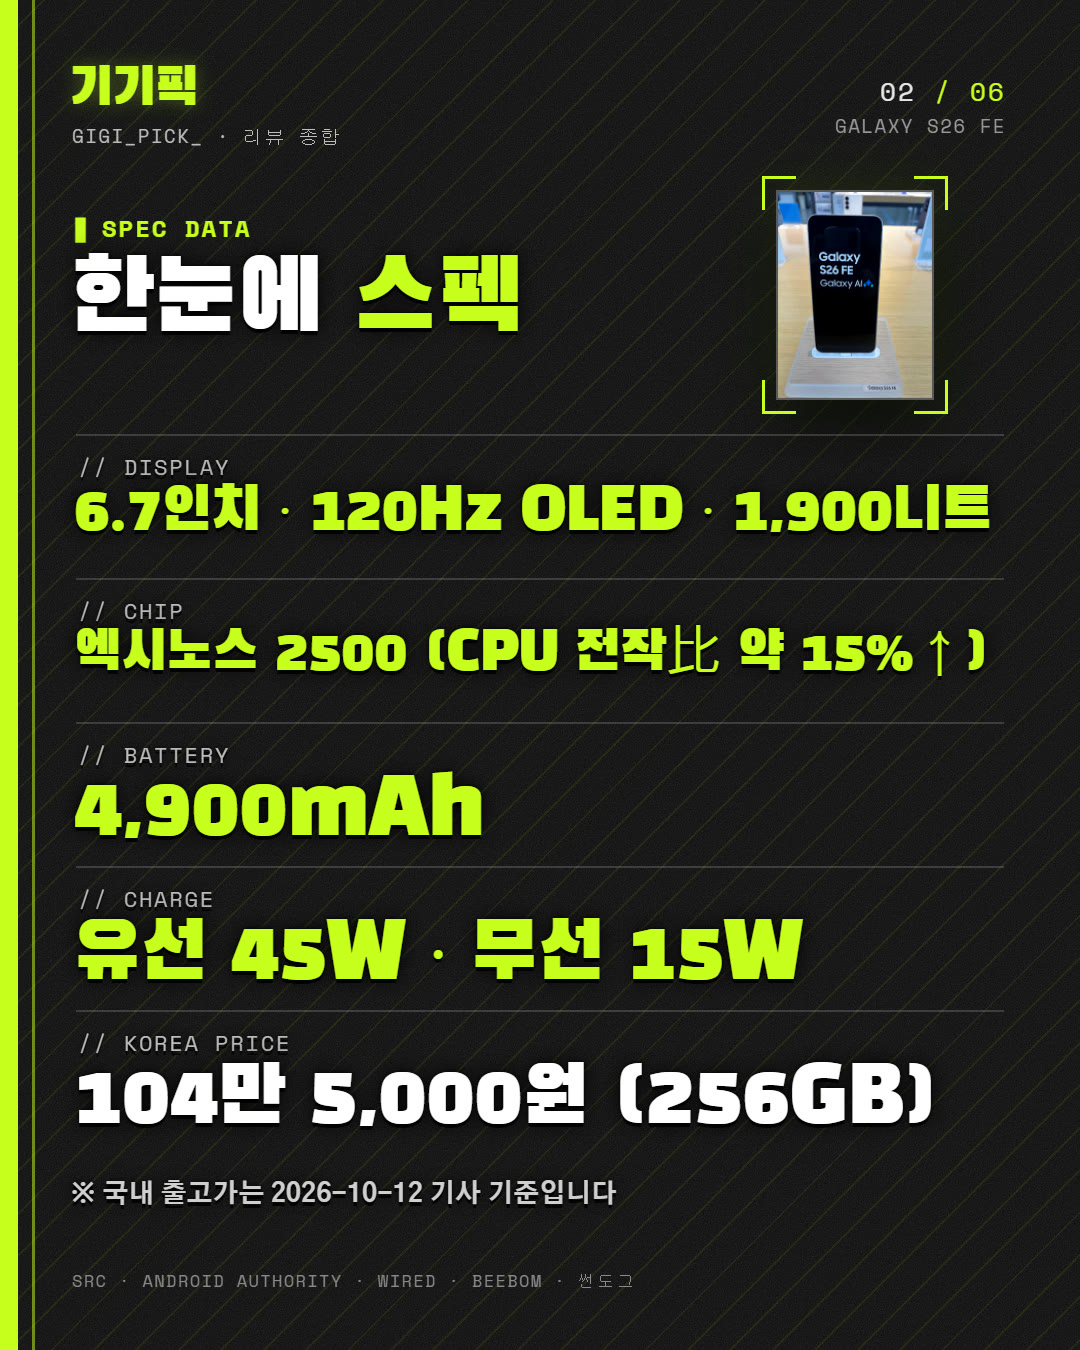 기기픽
GIGI_PICK_ · 리뷰 종합
02 / 06
GALAXY S26 FE
SPEC DATA
한눈에 스펙
Galaxy
S26 FE
Galaxy AI
// DISPLAY
6.7인치 · 120Hz OLED · 1,900니트
// CHIP
엑시노스 2500 (CPU 전작比 약 15%↑)
// BATTERY
4,900mAh
// CHARGE
유선 45W · 무선 15W
// KOREA PRICE
104만 5,000원 (256GB)
※ 국내 출고가는 2026-10-12 기사 기준입니다
SRC · ANDROID AUTHORITY · WIRED · BEEBOM · 썬도그